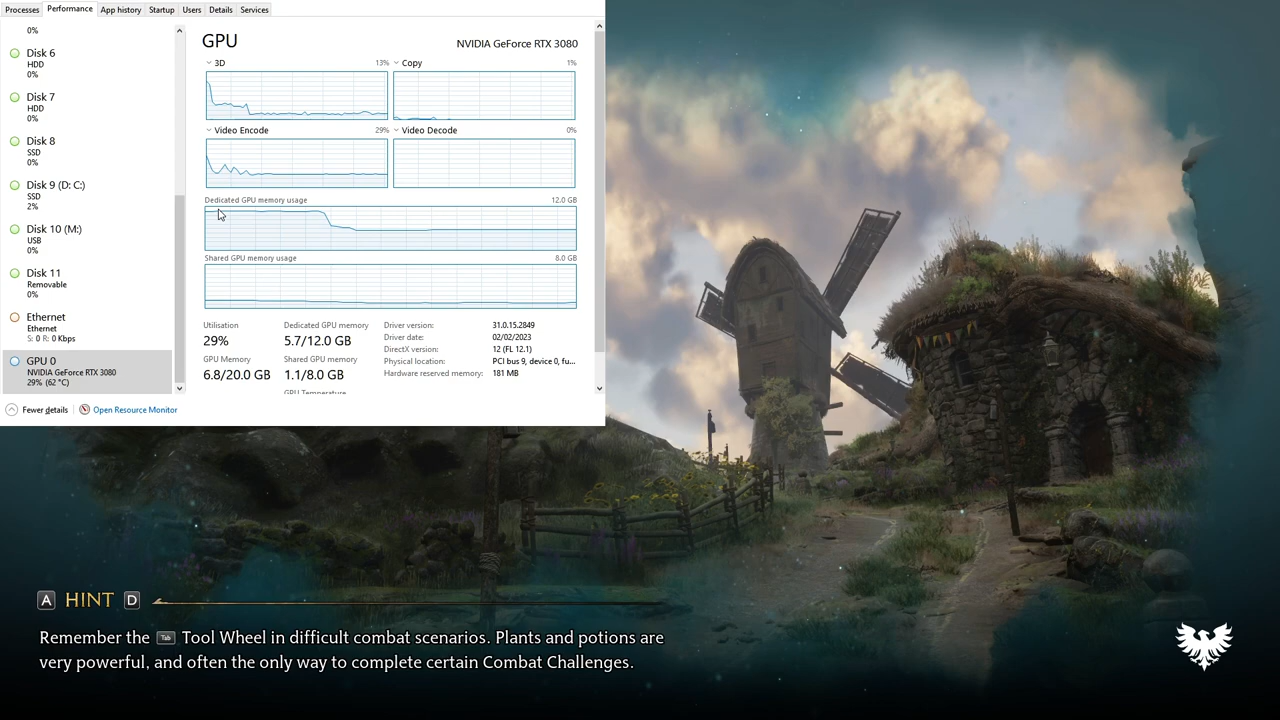 Processes Performance App history Startup Users Details Services
0%
Disk 6
HDD
0%
Disk 7
HDD
0%
Disk 8
SSD
0%
Disk 9 (D: C:)
SSD
2%
Disk 10 (M:)
USB
0%
Disk 11
Removable
0%
Ethernet
Ethernet
S: 0 R: 0 Kbps
GPU 0
NVIDIA GeForce RTX 3080
29% (62 °C)
GPU NVIDIA GeForce RTX 3080
3D 13% Copy 1%
Video Encode 29% Video Decode 0%
Dedicated GPU memory usage 12.0 GB
Shared GPU memory usage 8.0 GB
Utilisation
29%
Dedicated GPU memory
5.7/12.0 GB
GPU Memory
6.8/20.0 GB
Shared GPU memory
1.1/8.0 GB
GPU Temperature
Driver version: 31.0.15.2849
Driver date: 02/02/2023
DirectX version: 12 (FL 12.1)
Physical location: PCI bus 9, device 0, fu...
Hardware reserved memory: 181 MB
Fewer details Open Resource Monitor
A HINT D
Remember the Tab Tool Wheel in difficult combat scenarios. Plants and potions are
very powerful, and often the only way to complete certain Combat Challenges.